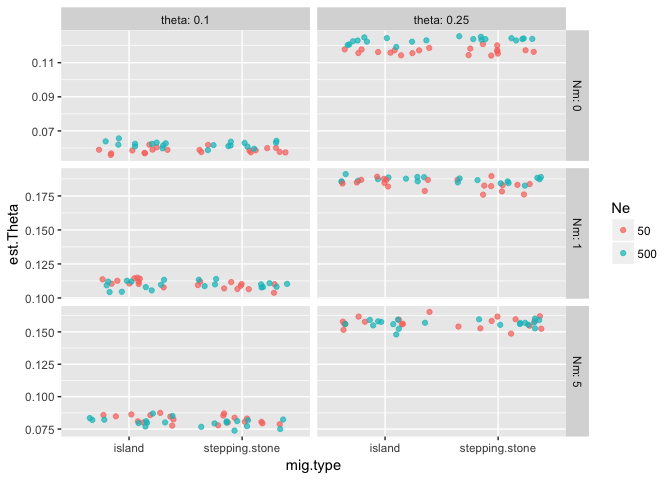 theta: 0.1
theta: 0.25
0.11
0.09
0.07
Nm: 0
0.175
0.150
0.125
0.100
Nm: 1
0.150
0.125
0.100
0.075
Nm: 5
est.Theta
island
stepping.stone
island
stepping.stone
mig.type
Ne
50
500